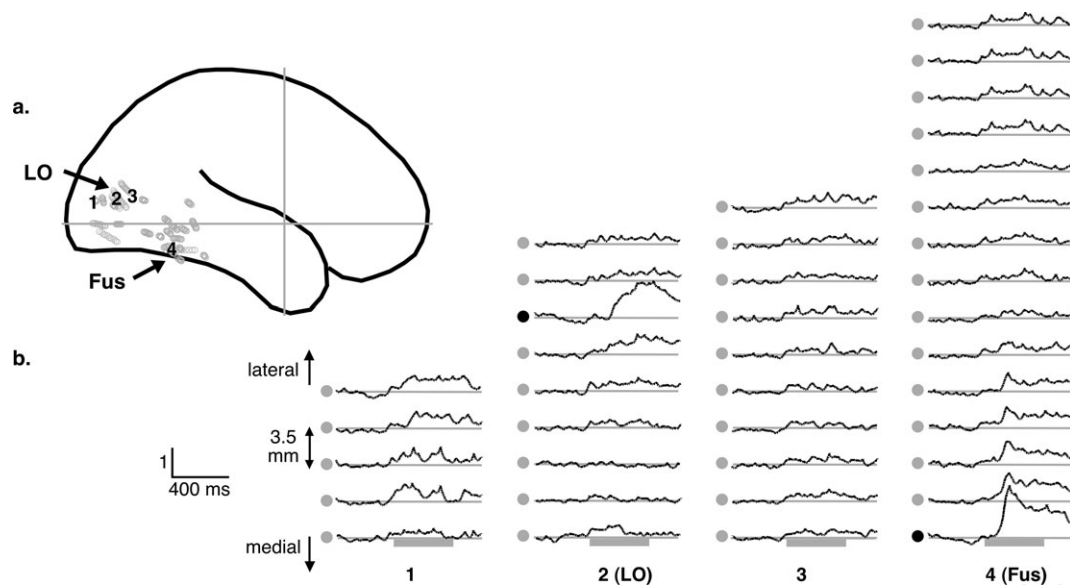 a.
LO
1 2 3
4
Fus
b.
lateral
3.5
mm
1
400 ms
medial
1 2 (LO) 3 4 (Fus)